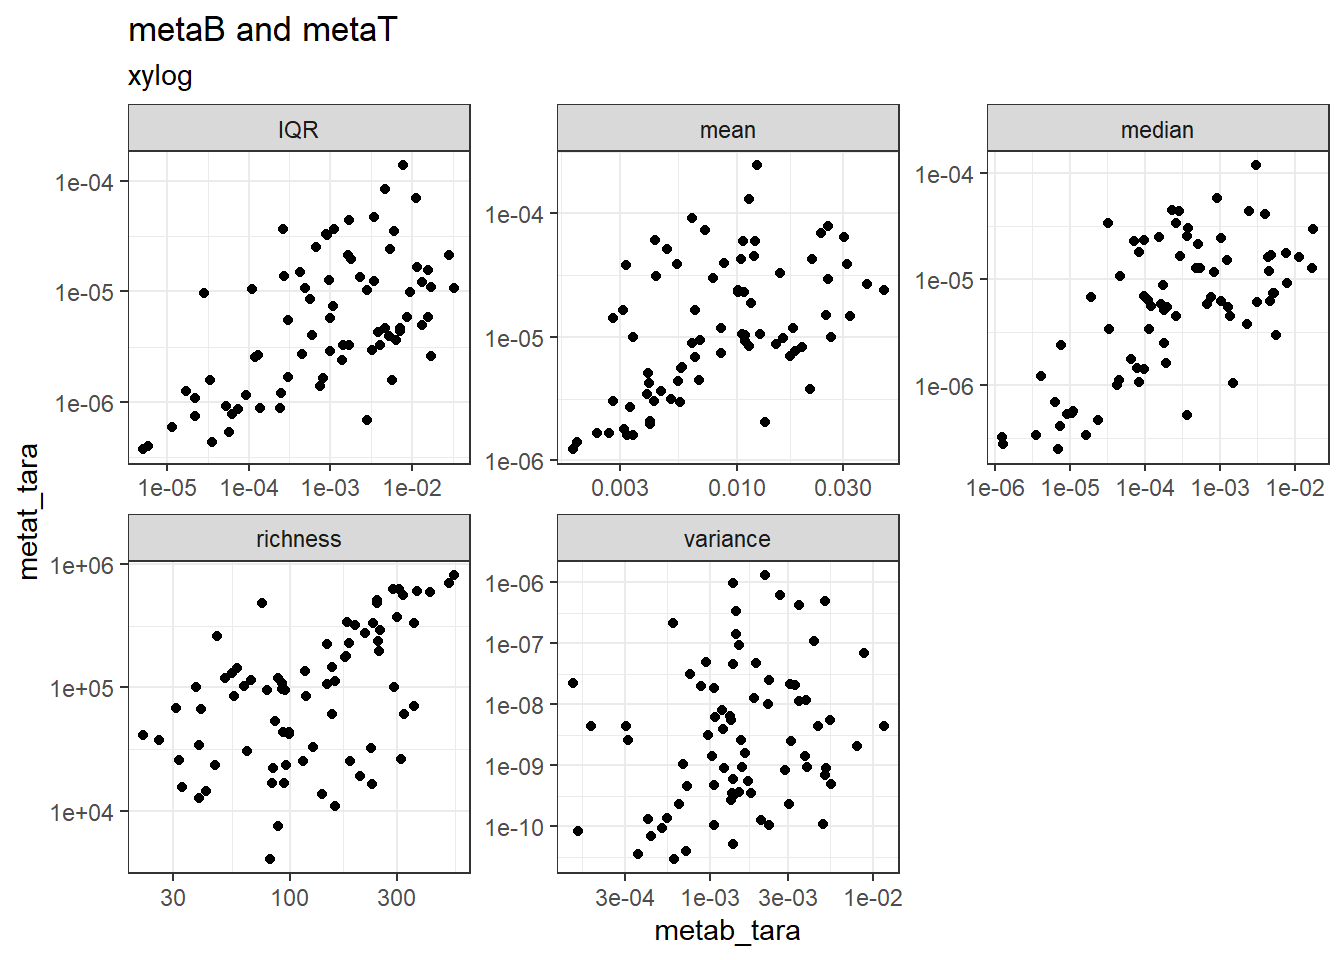 metaB and metaT
xylog
IQR
mean
median
1e-04
1e-05
1e-06
1e-05 1e-04 1e-03 1e-02
1e-04
1e-05
1e-06
0.003 0.010 0.030
1e-04
1e-05
1e-06
1e-06 1e-05 1e-04 1e-03 1e-02
metat_tara
richness
variance
1e+06
1e+05
1e+04
30 100 300
1e-06
1e-07
1e-08
1e-09
1e-10
3e-04 1e-03 3e-03 1e-02
metab_tara